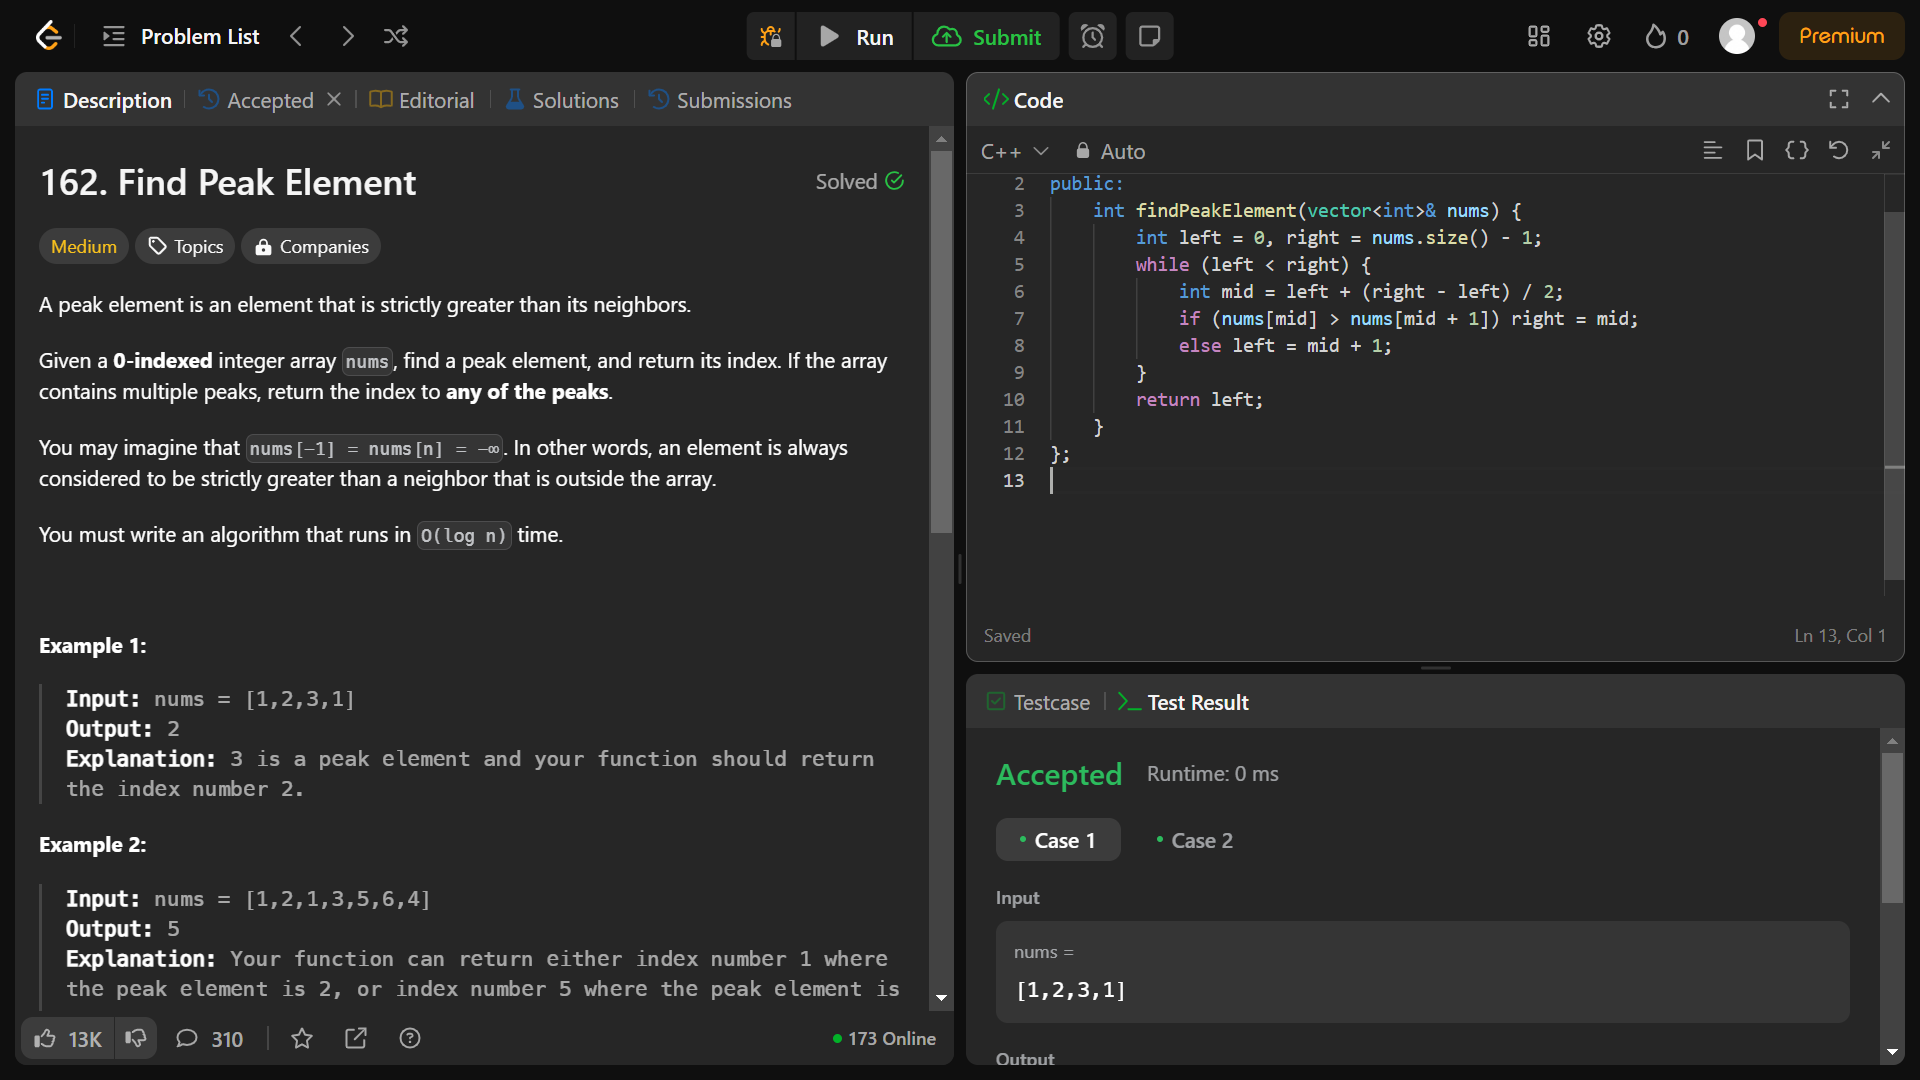 Problem List
Run
Submit
0
Premium
Description
Accepted
Editorial
Solutions
Submissions
162. Find Peak Element
Solved
Medium
Topics
Companies
A peak element is an element that is strictly greater than its neighbors.
Given a 0-indexed integer array nums, find a peak element, and return its index. If the array
contains multiple peaks, return the index to any of the peaks.
You may imagine that nums[-1] = nums[n] = -∞. In other words, an element is always
considered to be strictly greater than a neighbor that is outside the array.
You must write an algorithm that runs in O(log n) time.
Example 1:
Input: nums = [1,2,3,1]
Output: 2
Explanation: 3 is a peak element and your function should return
the index number 2.
Example 2:
Input: nums = [1,2,1,3,5,6,4]
Output: 5
Explanation: Your function can return either index number 1 where
the peak element is 2, or index number 5 where the peak element is
13K
310
173 Online
</> Code
C++
Auto
2 public:
3 int findPeakElement(vector<int>& nums) {
4 int left = 0, right = nums.size() - 1;
5 while (left < right) {
6 int mid = left + (right - left) / 2;
7 if (nums[mid] > nums[mid + 1]) right = mid;
8 else left = mid + 1;
9 }
10 return left;
11 }
12 };
13
Saved
Ln 13, Col 1
Testcase
Test Result
Accepted
Runtime: 0 ms
Case 1
Case 2
Input
nums =
[1,2,3,1]
Output